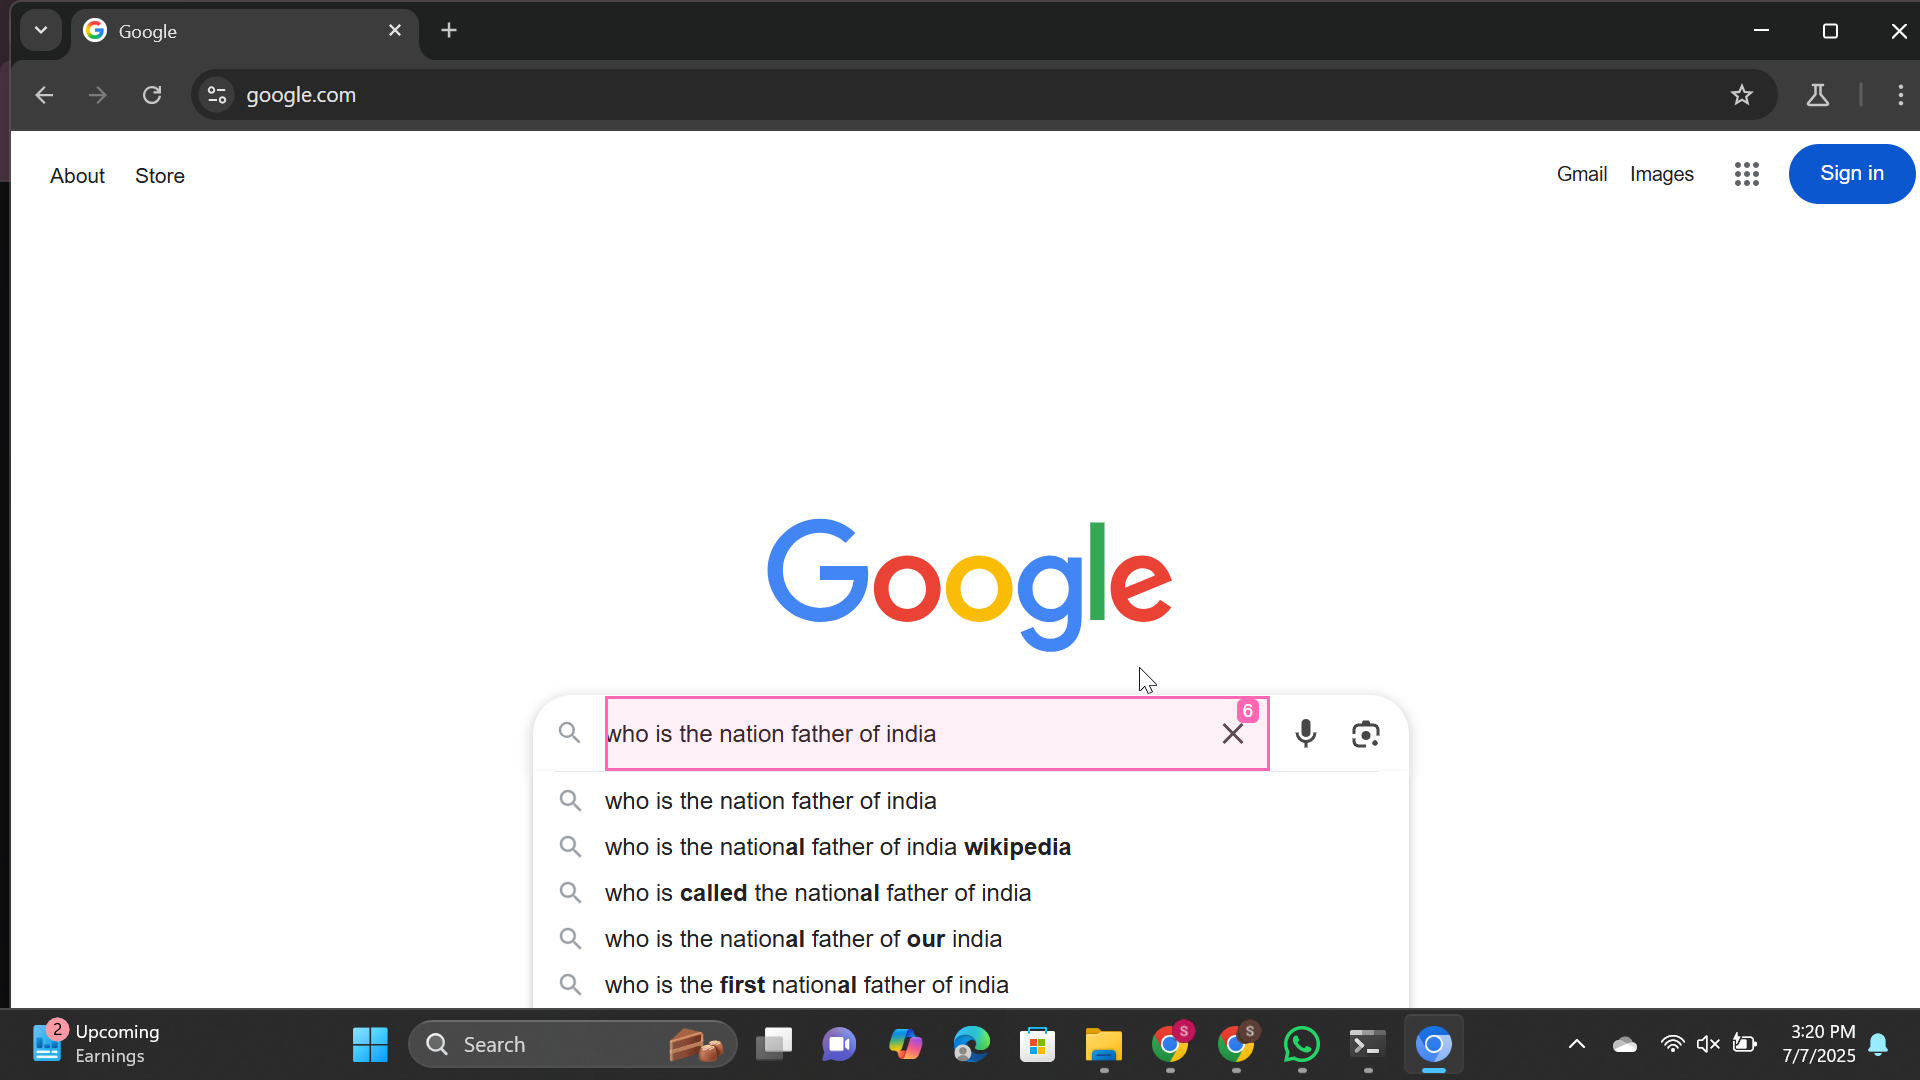 Google
google.com
About Store
Gmail Images Sign in
Google
6
who is the nation father of india
who is the nation father of india
who is the national father of india wikipedia
who is called the national father of india
who is the national father of our india
who is the first national father of india
2
Upcoming
Earnings
Search
S
S
3:20 PM
7/7/2025